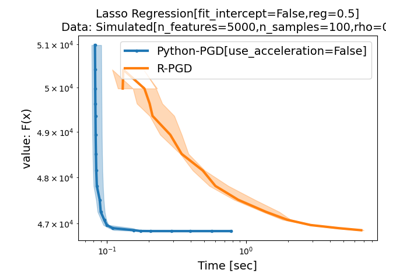 Lasso Regression[fit_intercept=False,reg=0.5]
Data: Simulated[n_features=5000,n_samples=100,rho=0
Python-PGD[use_acceleration=False]
R-PGD
value: F(x)
5.1 × 10⁴
5 × 10⁴
4.9 × 10⁴
4.8 × 10⁴
4.7 × 10⁴
10⁻¹
10⁰
Time [sec]